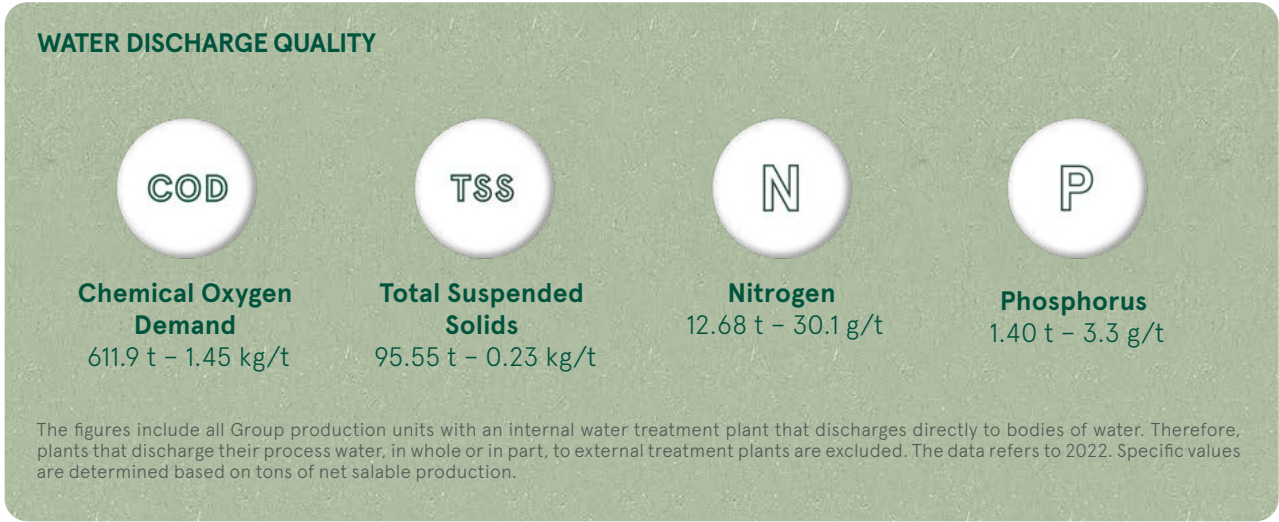 WATER DISCHARGE QUALITY
COD
TSS
N
P
Chemical Oxygen
Demand
611.9 t – 1.45 kg/t
Total Suspended
Solids
95.55 t – 0.23 kg/t
Nitrogen
12.68 t – 30.1 g/t
Phosphorus
1.40 t – 3.3 g/t
The figures include all Group production units with an internal water treatment plant that discharges directly to bodies of water. Therefore,
plants that discharge their process water, in whole or in part, to external treatment plants are excluded. The data refers to 2022. Specific values
are determined based on tons of net salable production.